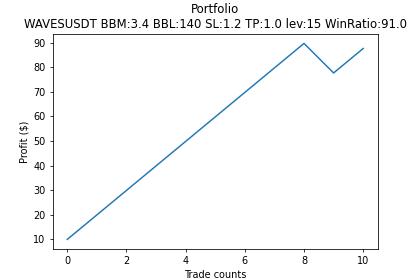 Portfolio
WAVESUSDT BBM:3.4 BBL:140 SL:1.2 TP:1.0 lev:15 WinRatio:91.0
90
80
70
60
50
40
30
20
10
Profit ($)
0 2 4 6 8 10
Trade counts